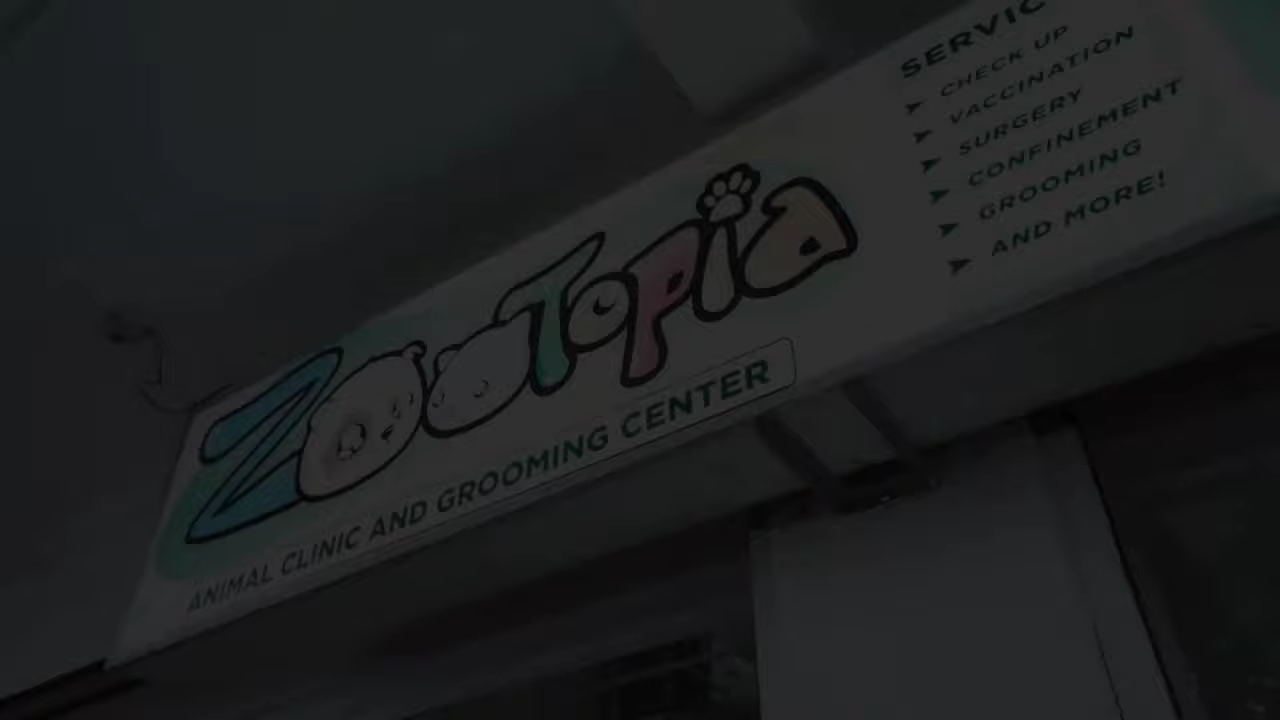 ZooTopia
ANIMAL CLINIC AND GROOMING CENTER
SERVIC
CHECK UP
VACCINATION
SURGERY
CONFINEMENT
GROOMING
AND MORE!